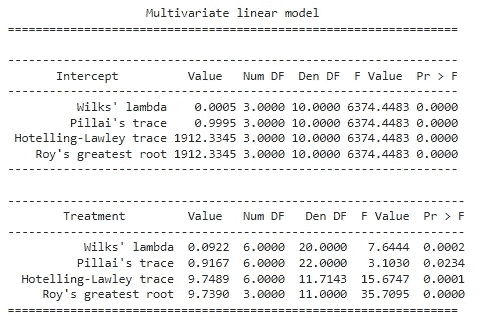 Multivariate linear model
================================================================
----------------------------------------------------------------
Intercept Value Num DF Den DF F Value Pr > F
----------------------------------------------------------------
Wilks' lambda 0.0005 3.0000 10.0000 6374.4483 0.0000
Pillai's trace 0.9995 3.0000 10.0000 6374.4483 0.0000
Hotelling-Lawley trace 1912.3345 3.0000 10.0000 6374.4483 0.0000
Roy's greatest root 1912.3345 3.0000 10.0000 6374.4483 0.0000
----------------------------------------------------------------
----------------------------------------------------------------
Treatment Value Num DF Den DF F Value Pr > F
----------------------------------------------------------------
Wilks' lambda 0.0922 6.0000 20.0000 7.6444 0.0002
Pillai's trace 0.9167 6.0000 22.0000 3.1030 0.0234
Hotelling-Lawley trace 9.7489 6.0000 11.7143 15.6747 0.0001
Roy's greatest root 9.7390 3.0000 11.0000 35.7095 0.0000
================================================================